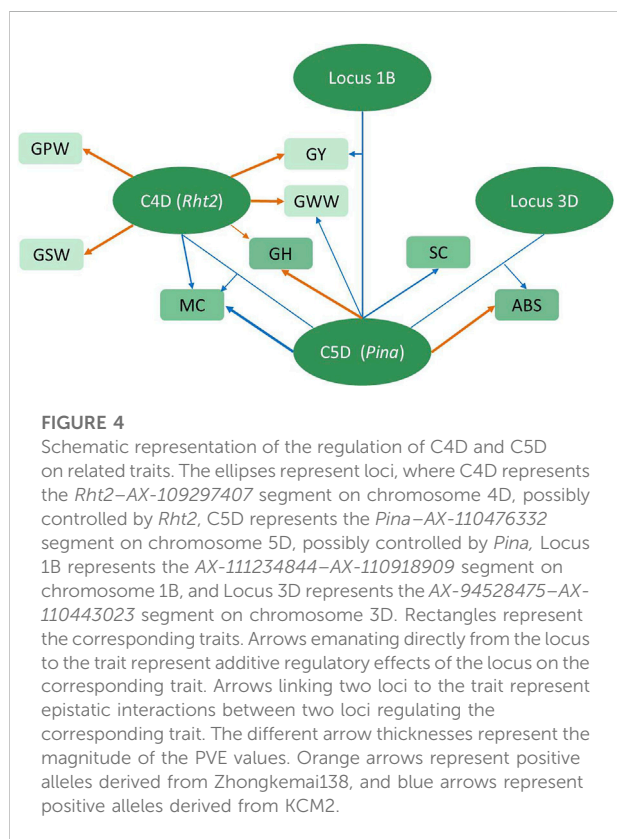 Locus 1B
GPW
GY
C4D (Rht2)
GWW
Locus 3D
GSW
GH
SC
MC
ABS
C5D (Pina)
FIGURE 4
Schematic representation of the regulation of C4D and C5D
on related traits. The ellipses represent loci, where C4D represents
the Rht2–AX-109297407 segment on chromosome 4D, possibly
controlled by Rht2, C5D represents the Pina–AX-110476332
segment on chromosome 5D, possibly controlled by Pina, Locus
1B represents the AX-111234844–AX-110918909 segment on
chromosome 1B, and Locus 3D represents the AX-94528475–AX-
110443023 segment on chromosome 3D. Rectangles represent
the corresponding traits. Arrows emanating directly from the locus
to the trait represent additive regulatory effects of the locus on the
corresponding trait. Arrows linking two loci to the trait represent
epistatic interactions between two loci regulating the
corresponding trait. The different arrow thicknesses represent the
magnitude of the PVE values. Orange arrows represent positive
alleles derived from Zhongkemai138, and blue arrows represent
positive alleles derived from KCM2.